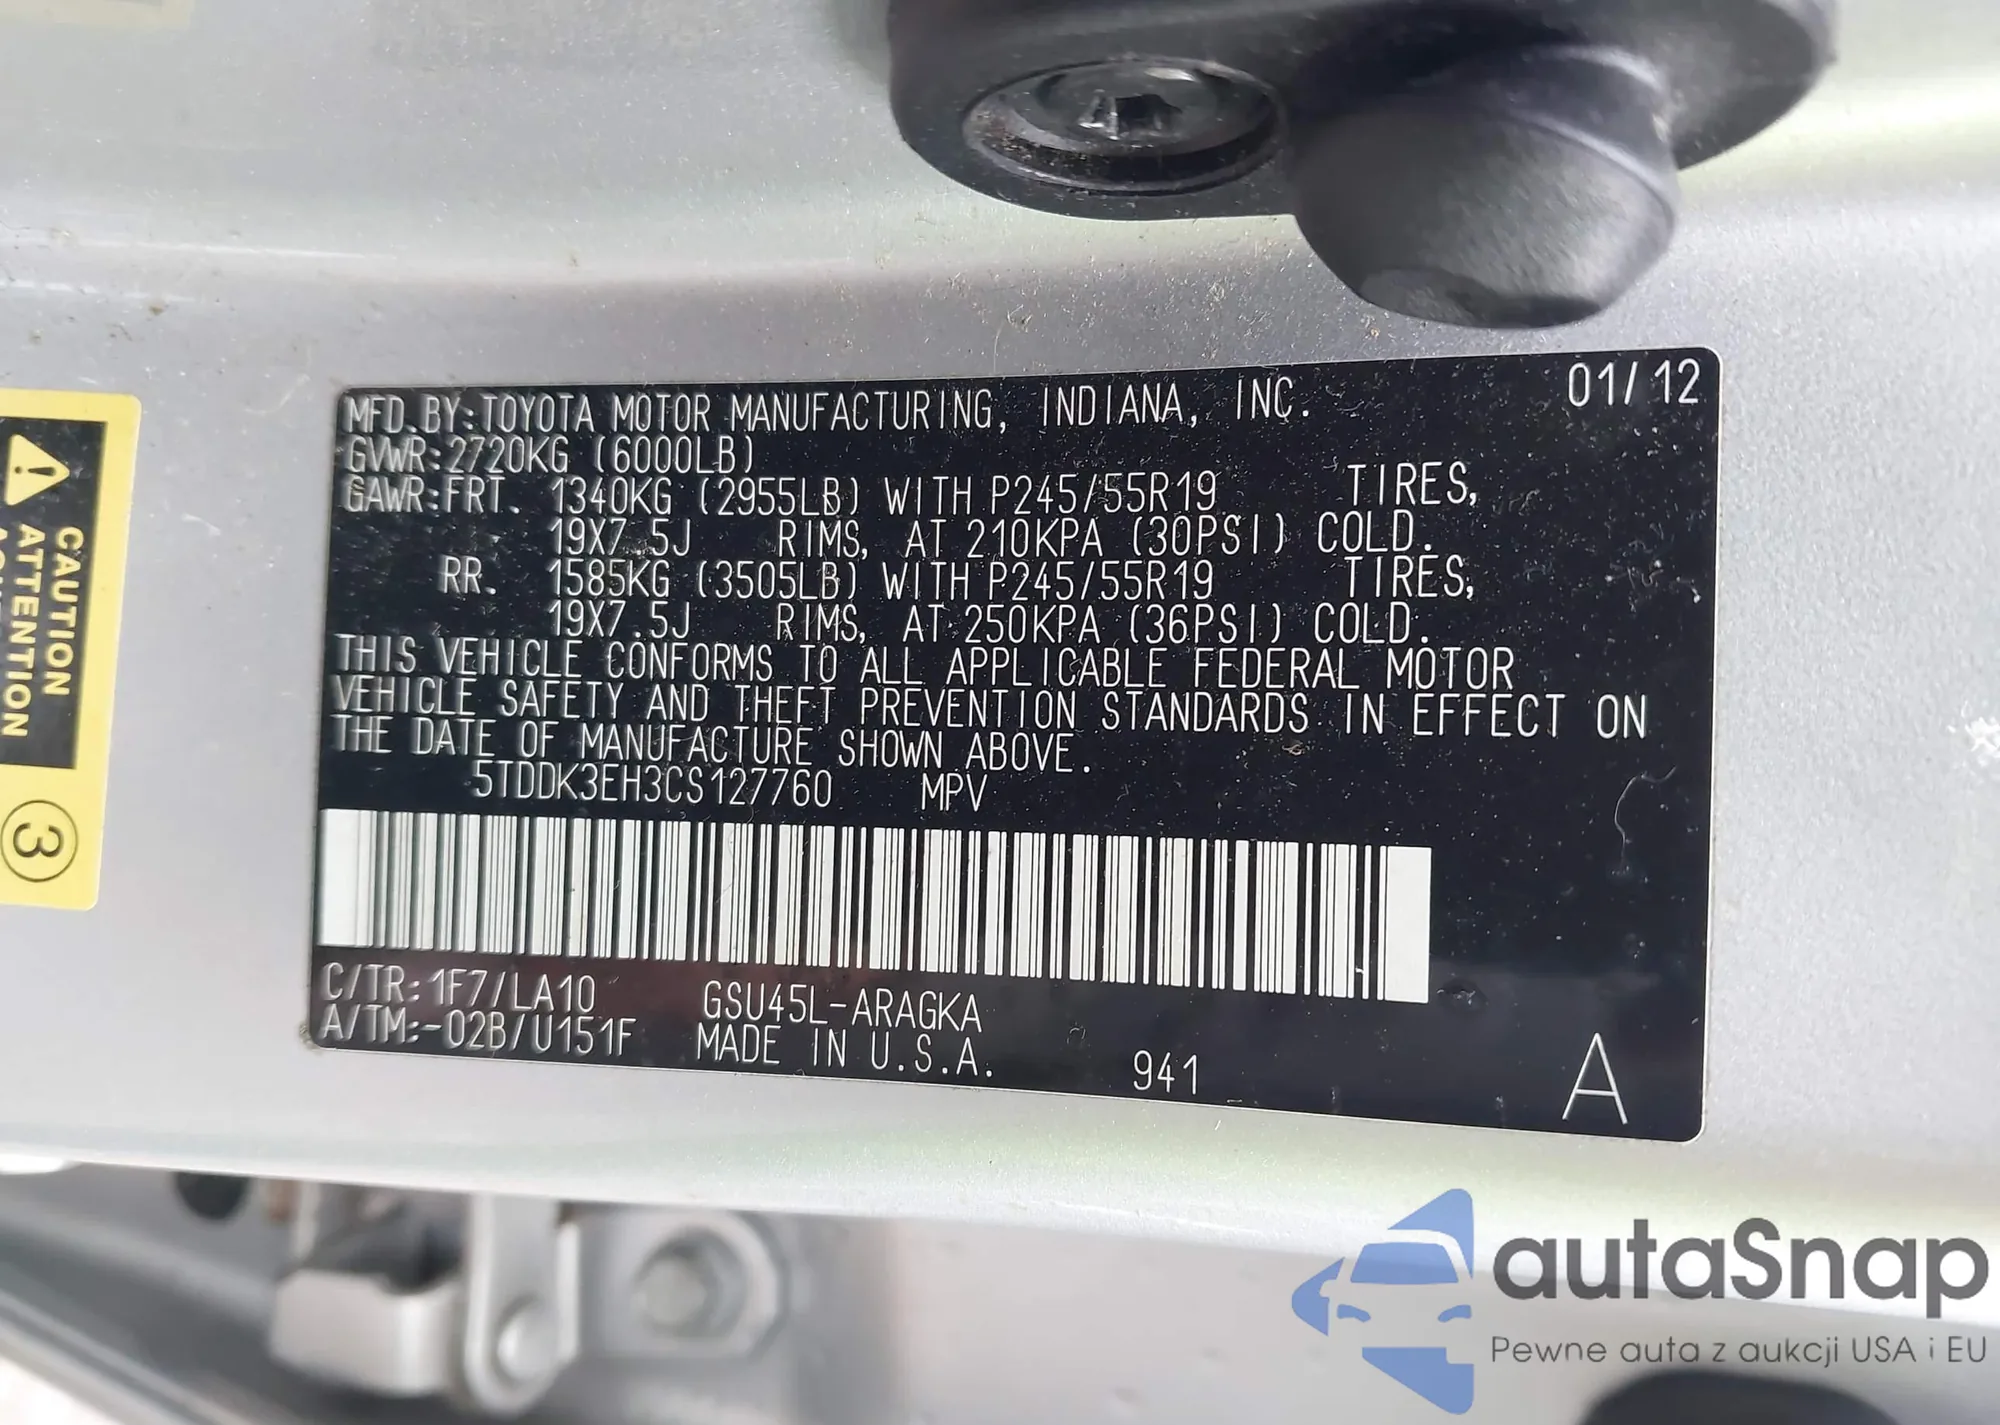 MFD.BY:TOYOTA MOTOR MANUFACTURING, INDIANA, INC. 01/12
GVWR:2720KG (6000LB)
GAWR:FRT. 1340KG (2955LB) WITH P245/55R19 TIRES,
19X7.5J RIMS, AT 210KPA (30PSI) COLD.
RR. 1585KG (3505LB) WITH P245/55R19 TIRES,
19X7.5J RIMS, AT 250KPA (36PSI) COLD.
THIS VEHICLE CONFORMS TO ALL APPLICABLE FEDERAL MOTOR
VEHICLE SAFETY AND THEFT PREVENTION STANDARDS IN EFFECT ON
THE DATE OF MANUFACTURE SHOWN ABOVE.
5TDDK3EH3CS127760 MPV
C/TR:1F7/LA10 GSU45L-ARAGKA
A/TM:-02B/U151F MADE IN U.S.A. 941 A
CAUTION
ATTENTION
3
autaSnap
Pewne auta z aukcji USA i EU